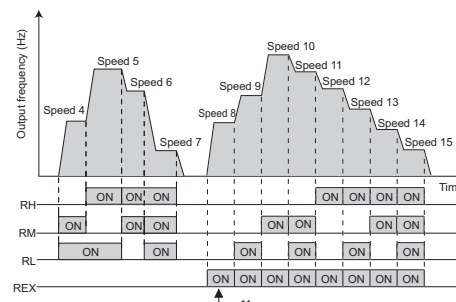 Output frequency (Hz)
Speed 10
Speed 5
Speed 11
Speed 6
Speed 9
Speed 12
Speed 4
Speed 8
Speed 13
Speed 7
Speed 14
Speed 15
Tim
RH
ON ON ON ON ON ON ON
RM
ON ON ON ON ON ON ON
RL
ON ON ON ON ON ON
REX
ON ON ON ON ON ON ON ON